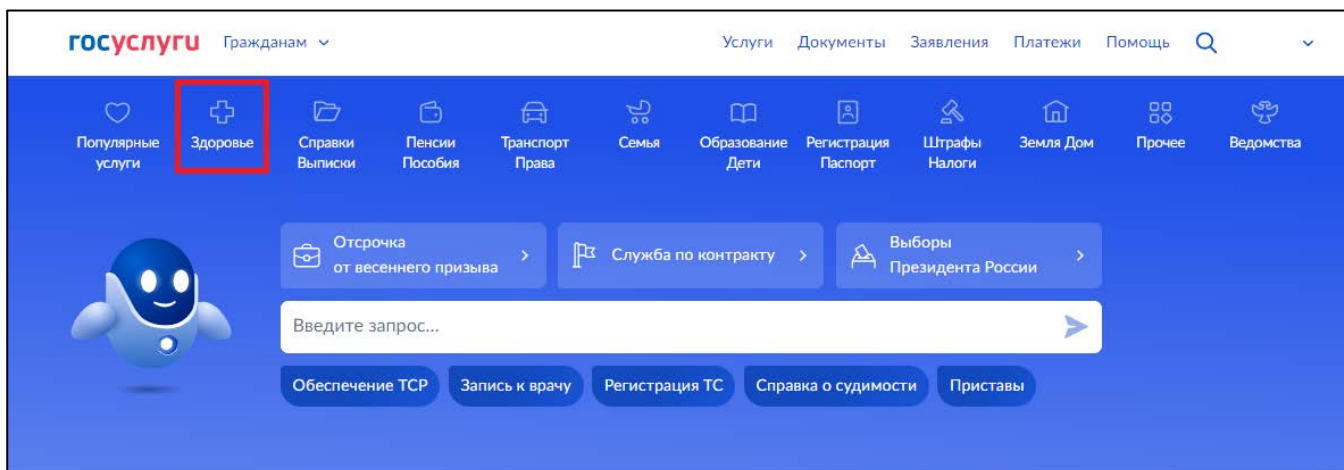 госуслуги Гражданам Услуги Документы Заявления Платежи Помощь
Популярные Здоровье Справки Пенсии Транспорт Семья Образование Регистрация Штрафы Земля Дом Прочее Ведомства
услуги Выписки Пособия Права Дети Паспорт Налоги
Отсрочка
от весеннего призыва
Служба по контракту
Выборы
Президента России
Введите запрос...
Обеспечение ТСР Запись к врачу Регистрация ТС Справка о судимости Приставы